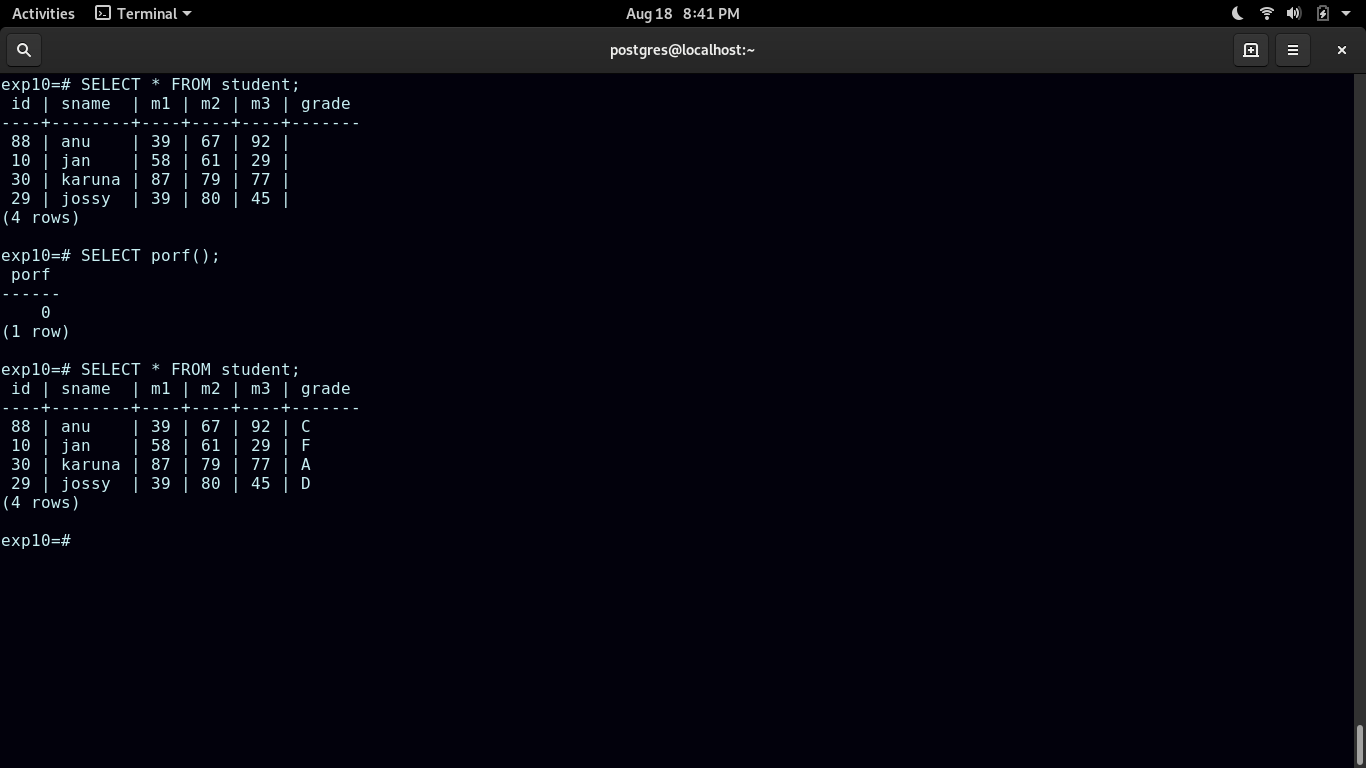 Activities Terminal Aug 18 8:41 PM
postgres@localhost:~
exp10=# SELECT * FROM student;
 id | sname  | m1 | m2 | m3 | grade
----+--------+----+----+----+-------
 88 | anu    | 39 | 67 | 92 |
 10 | jan    | 58 | 61 | 29 |
 30 | karuna | 87 | 79 | 77 |
 29 | jossy  | 39 | 80 | 45 |
(4 rows)

exp10=# SELECT porf();
 porf
------
    0
(1 row)

exp10=# SELECT * FROM student;
 id | sname  | m1 | m2 | m3 | grade
----+--------+----+----+----+-------
 88 | anu    | 39 | 67 | 92 | C
 10 | jan    | 58 | 61 | 29 | F
 30 | karuna | 87 | 79 | 77 | A
 29 | jossy  | 39 | 80 | 45 | D
(4 rows)

exp10=#